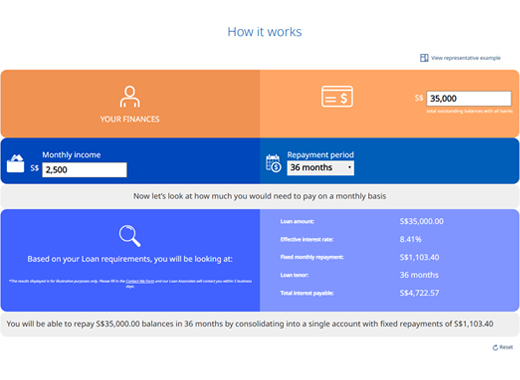 How it works
View representative example
YOUR FINANCES
S$ 35,000
Total outstanding balances with all banks
Monthly income
S$ 2,500
Repayment period
36 months
Now let's look at how much you would need to pay on a monthly basis
Based on your Loan requirements, you will be looking at:
*The results displayed is for illustrative purposes only. Please fill in the Contact Me Form and our Loan Associates will contact you within 3 business
days.
Loan amount: S$35,000.00
Effective interest rate: 8.41%
Fixed monthly repayment: S$1,103.40
Loan tenor: 36 months
Total interest payable: S$4,722.57
You will be able to repay S$35,000.00 balances in 36 months by consolidating into a single account with fixed repayments of S$1,103.40
Reset